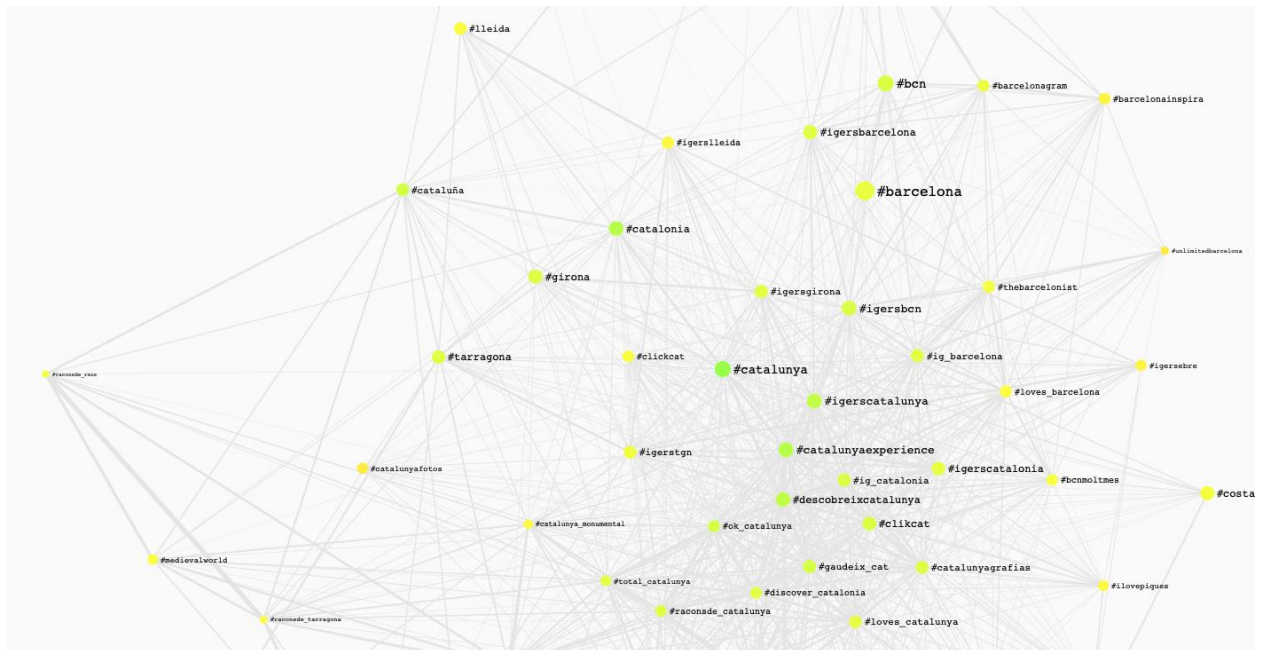 #lleida
#bcn
#barcelonagram
#barcelonainspira
#igersbarcelona
#igerslleida
#cataluña
#barcelona
#catalonia
#unlimitedbarcelona
#girona
#thebarcelonist
#igersgirona
#igersbcn
#tarragona
#clickcat
#ig_barcelona
#igersebre
#catalunya
#raconsde_reus
#loves_barcelona
#igerscatalunya
#catalunyaexperience
#igerstgn
#catalunyafotos
#igerscatalonia
#ig_catalonia
#bcnmoltmes
#costa
#descobreixcatalunya
#catalunya_monumental
#ok_catalunya
#clikcat
#medievalworld
#gaudeix_cat
#catalunyagrafias
#total_catalunya
#ilovepiques
#discover_catalonia
#raconsde_catalunya
#raconsde_tarragona
#loves_catalunya